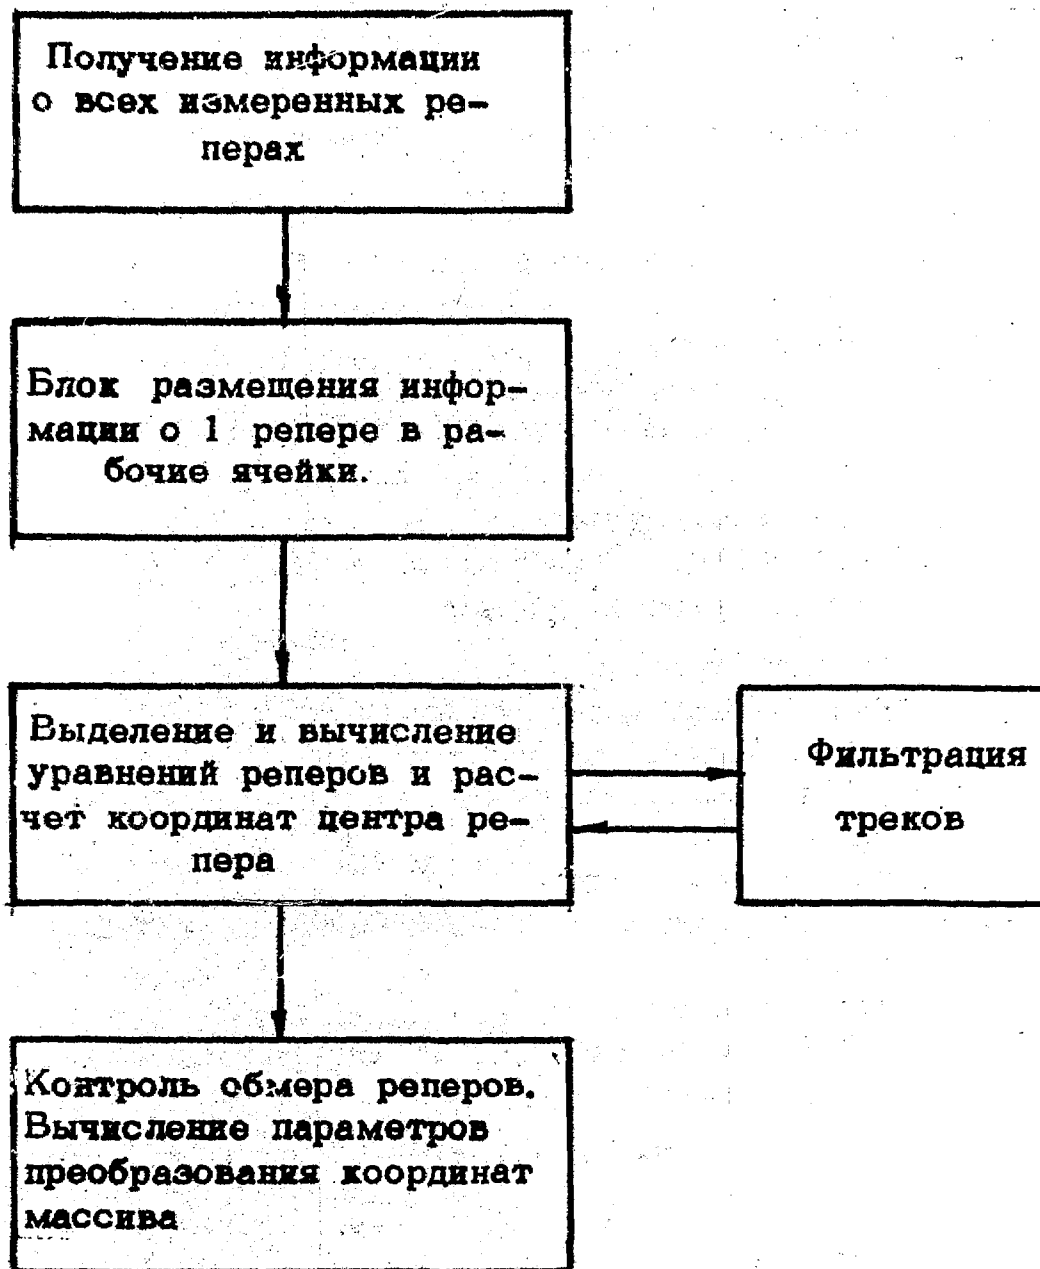 Получение информации
о всех измеренных ре-
перах
Блок размещения инфор-
мации о 1 репере в ра-
бочие ячейки.
Выделение и вычисление
уравнений реперов и рас-
чет координат центра ре-
пера
Фильтрация
треков
Контроль обмера реперов.
Вычисление параметров
преобразования координат
массива